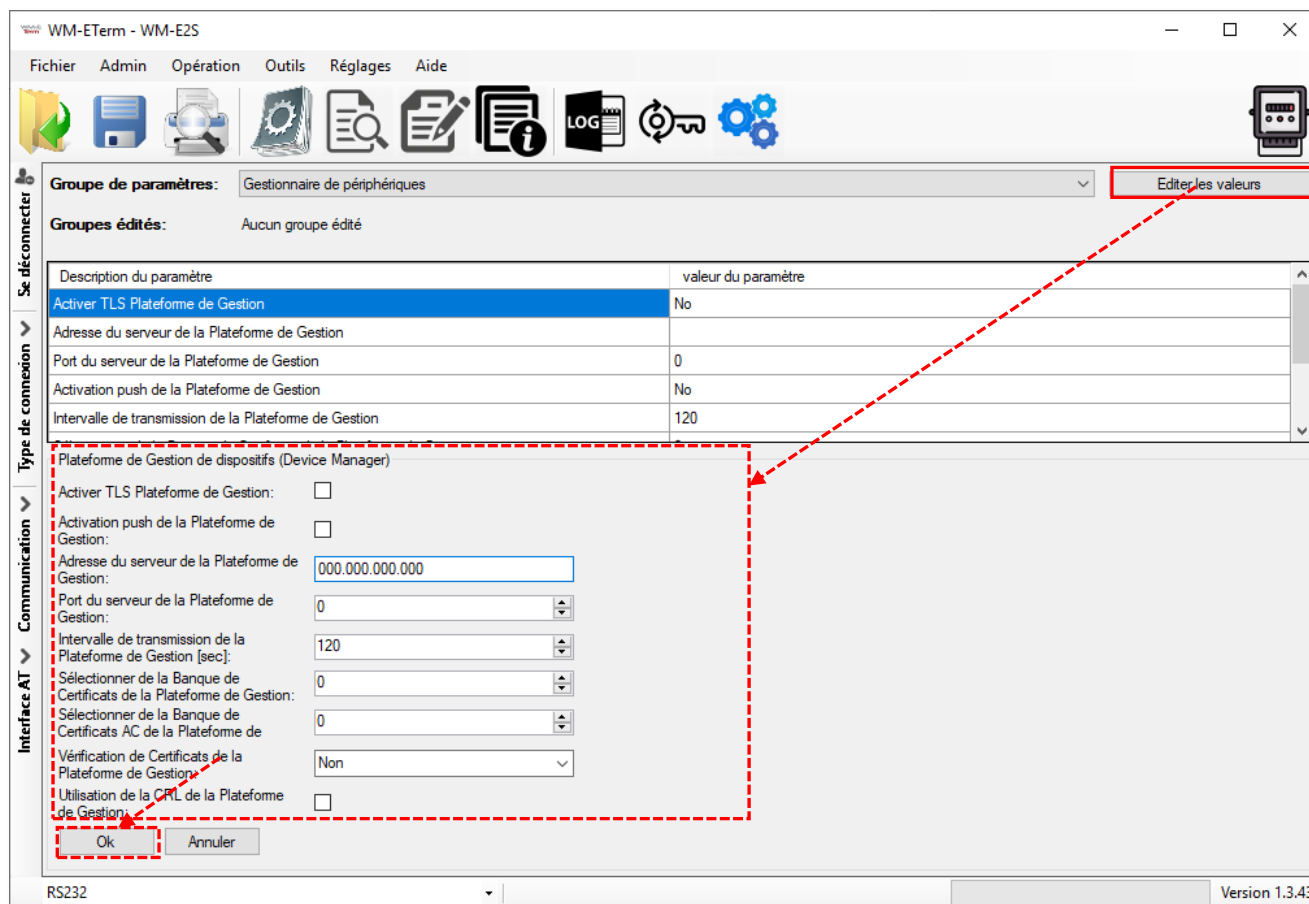 WM-ETerm - WM-E2S
Fichier Admin Opération Outils Réglages Aide
LOG
Groupe de paramètres: Gestionnaire de périphériques Editer les valeurs
Groupes édités: Aucun groupe édité
Se déconnecter
Type de connexion
Communication
Interface AT
Description du paramètre valeur du paramètre
Activer TLS Plateforme de Gestion No
Adresse du serveur de la Plateforme de Gestion
Port du serveur de la Plateforme de Gestion 0
Activation push de la Plateforme de Gestion No
Intervalle de transmission de la Plateforme de Gestion 120
Plateforme de Gestion de dispositifs (Device Manager)
Activer TLS Plateforme de Gestion:
Activation push de la Plateforme de
Gestion:
Adresse du serveur de la Plateforme de
Gestion:
000.000.000.000
Port du serveur de la Plateforme de
Gestion:
0
Intervalle de transmission de la
Plateforme de Gestion [sec]:
120
Sélectionner de la Banque de
Certificats de la Plateforme de Gestion:
0
Sélectionner de la Banque de
Certificats AC de la Plateforme de
0
Vérification de Certificats de la
Plateforme de Gestion:
Non
Utilisation de la CRL de la Plateforme
de Gestion:
Ok Annuler
RS232 Version 1.3.43